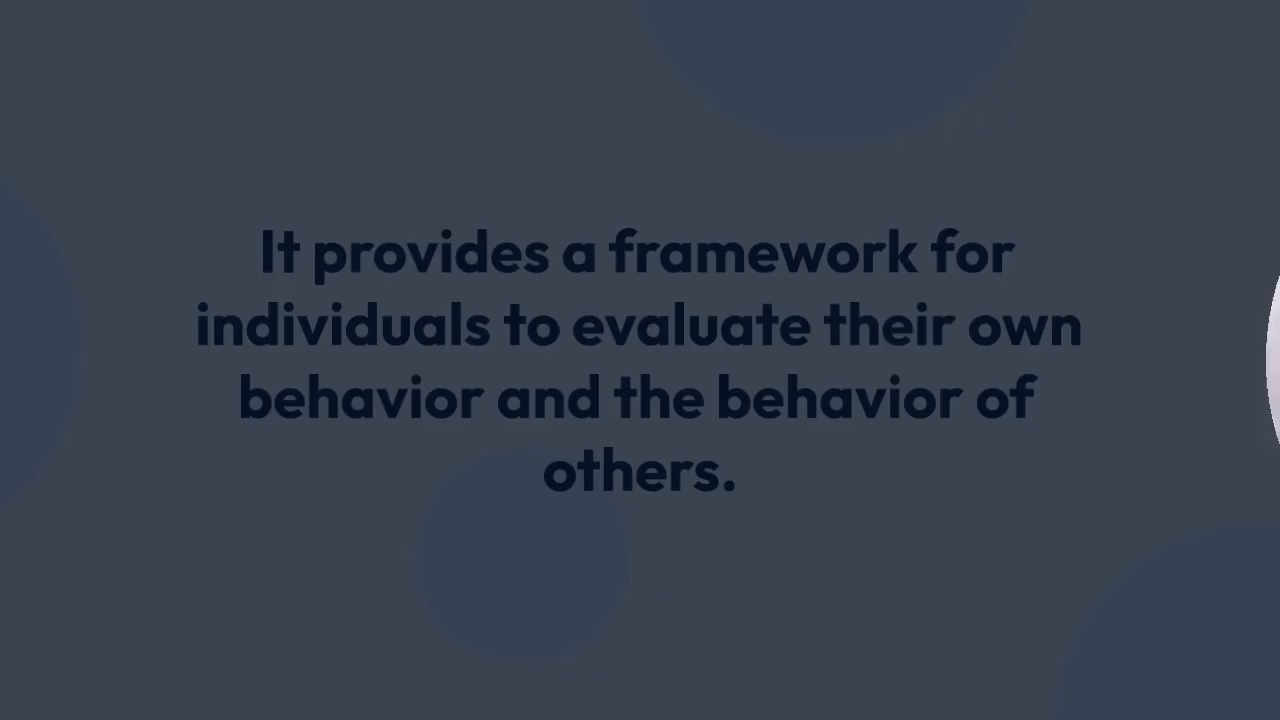 It provides a framework for
individuals to evaluate their own
behavior and the behavior of
others.